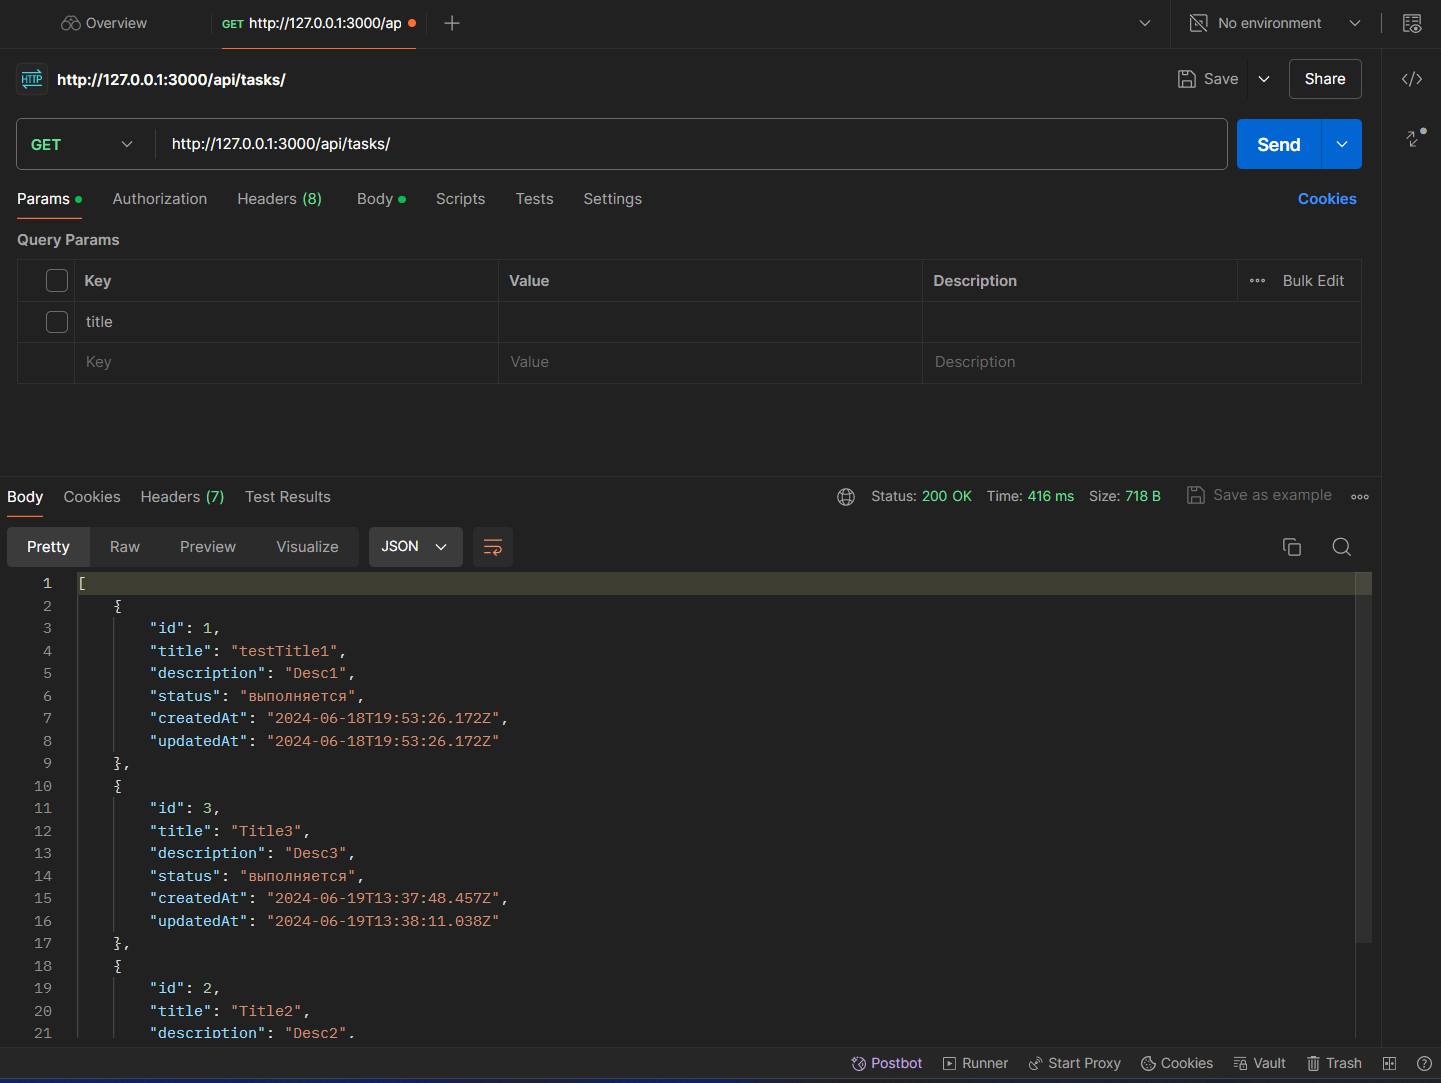 Overview
GET http://127.0.0.1:3000/ap
No environment
HTTP http://127.0.0.1:3000/api/tasks/
Save
Share
GET http://127.0.0.1:3000/api/tasks/
Send
Params Authorization Headers (8) Body Scripts Tests Settings Cookies
Query Params
Key Value Description Bulk Edit
title
Key Value Description
Body Cookies Headers (7) Test Results Status: 200 OK Time: 416 ms Size: 718 B Save as example
Pretty Raw Preview Visualize JSON
1 [
2 {
3 "id": 1,
4 "title": "testTitle1",
5 "description": "Desc1",
6 "status": "выполняется",
7 "createdAt": "2024-06-18T19:53:26.172Z",
8 "updatedAt": "2024-06-18T19:53:26.172Z"
9 },
10 {
11 "id": 3,
12 "title": "Title3",
13 "description": "Desc3",
14 "status": "выполняется",
15 "createdAt": "2024-06-19T13:37:48.457Z",
16 "updatedAt": "2024-06-19T13:38:11.038Z"
17 },
18 {
19 "id": 2,
20 "title": "Title2",
21 "description": "Desc2",
Postbot Runner Start Proxy Cookies Vault Trash